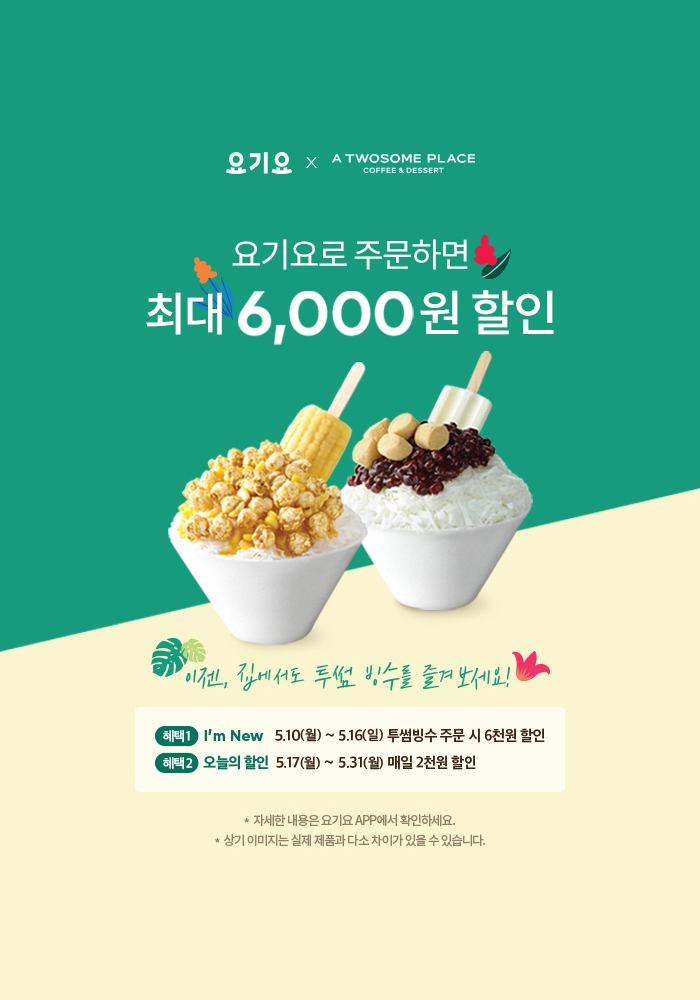 요기요 X A TWOSOME PLACE
COFFEE & DESSERT
요기요로 주문하면
최대 6,000원 할인
이젠, 집에서도 투썸 빙수를 즐겨보세요!
혜택1 I'm New 5.10(월) ~ 5.16(일) 투썸빙수 주문 시 6천원 할인
혜택2 오늘의 할인 5.17(월) ~ 5.31(월) 매일 2천원 할인
* 자세한 내용은 요기요 APP에서 확인하세요.
* 상기 이미지는 실제 제품과 다소 차이가 있을 수 있습니다.